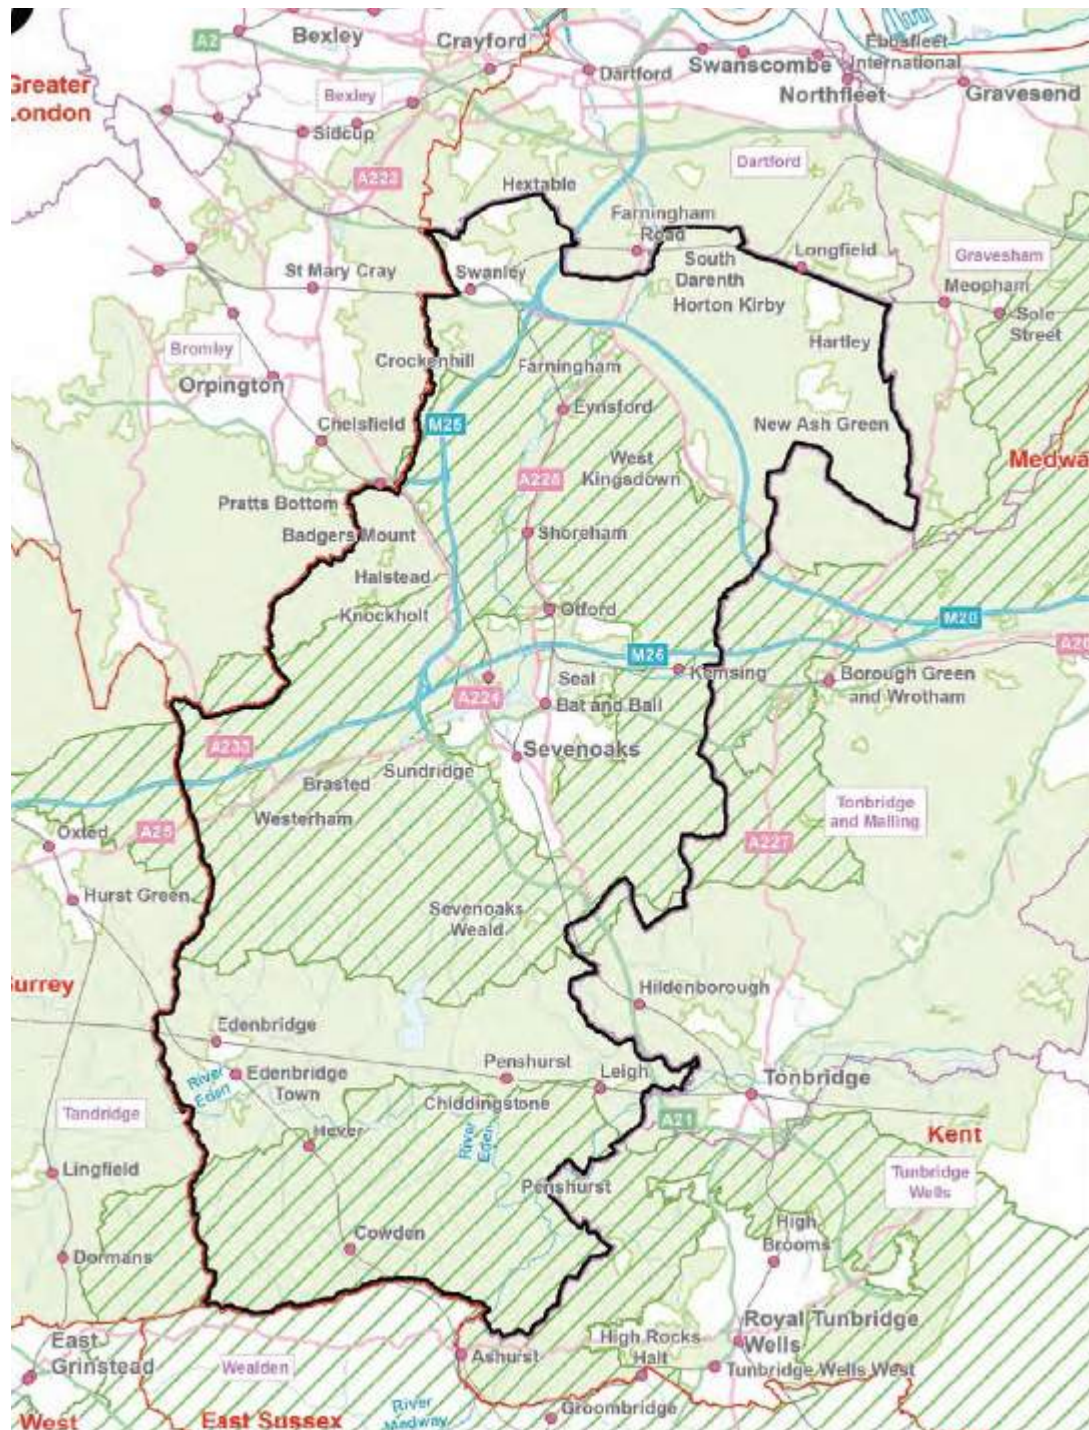 A2
Bexley
Crayford
Dartford
Swanscombe
Ebbsfleet
International
Northfleet
Gravesend
Greater
London
Bexley
Sidcup
A223
Dartford
Hextable
Farningham
Road
South
Darenth
Longfield
Gravesham
St Mary Cray
Swanley
Horton Kirby
Meopham
Sole
Street
Bromley
Orpington
Crockenhill
Farningham
Hartley
Chelsfield
M25
Eynsford
New Ash Green
West
Kingsdown
A225
Medwa
Pratts Bottom
Badgers Mount
Shoreham
Halstead
Knockholt
Otford
M20
M26
A20
Kemsing
Borough Green
and Wrotham
Seal
A224
Bat and Ball
A233
Sevenoaks
Sundridge
Brasted
Westerham
Tonbridge
and Malling
Oxted
A25
A227
Hurst Green
Sevenoaks
Weald
Surrey
Hildenborough
Edenbridge
River
Eden
Edenbridge
Town
Penshurst
Leigh
Tonbridge
Chiddingstone
Tandridge
A21
Kent
Hever
River
Eden
Lingfield
Penshurst
Tunbridge
Wells
Cowden
High
Brooms
Dormans
Royal Tunbridge
Wells
East
Grinstead
Wealden
Ashurst
High Rocks
Halt
Tunbridge Wells West
West
East Sussex
River
Medway
Groombridge